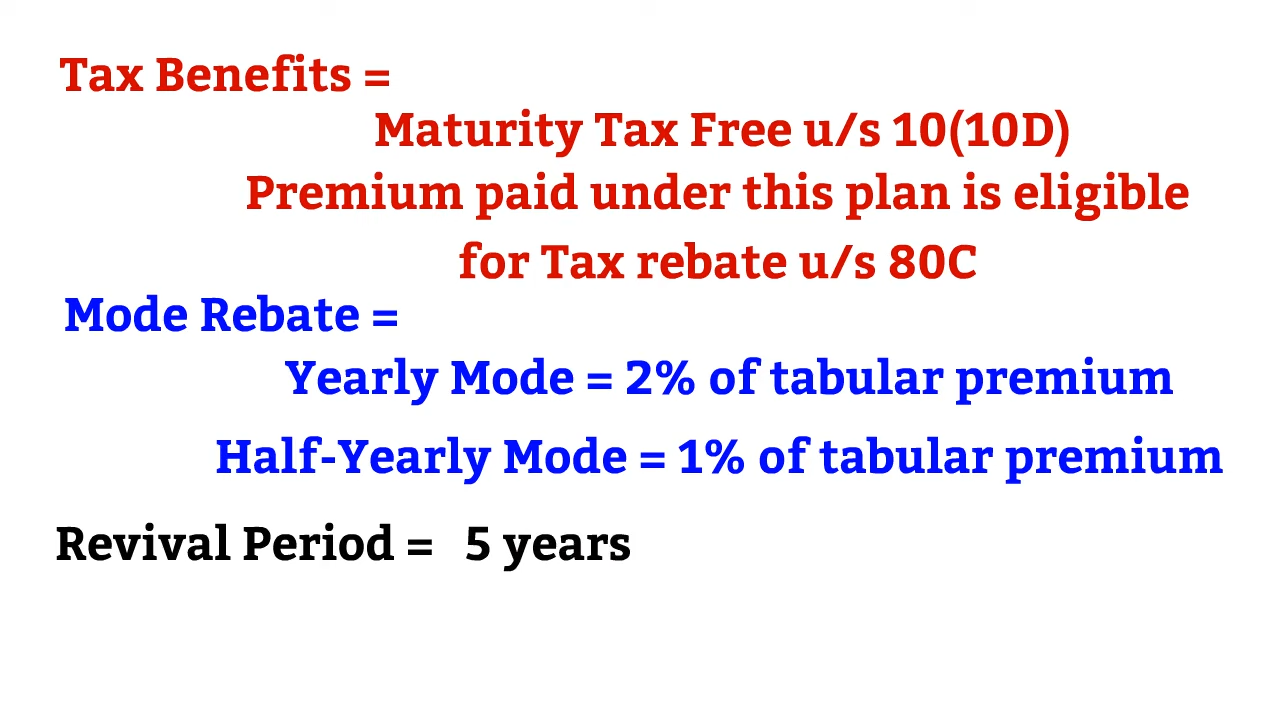 Tax Benefits =
Maturity Tax Free u/s 10(10D)
Premium paid under this plan is eligible
for Tax rebate u/s 80C
Mode Rebate =
Yearly Mode = 2% of tabular premium
Half-Yearly Mode = 1% of tabular premium
Revival Period = 5 years